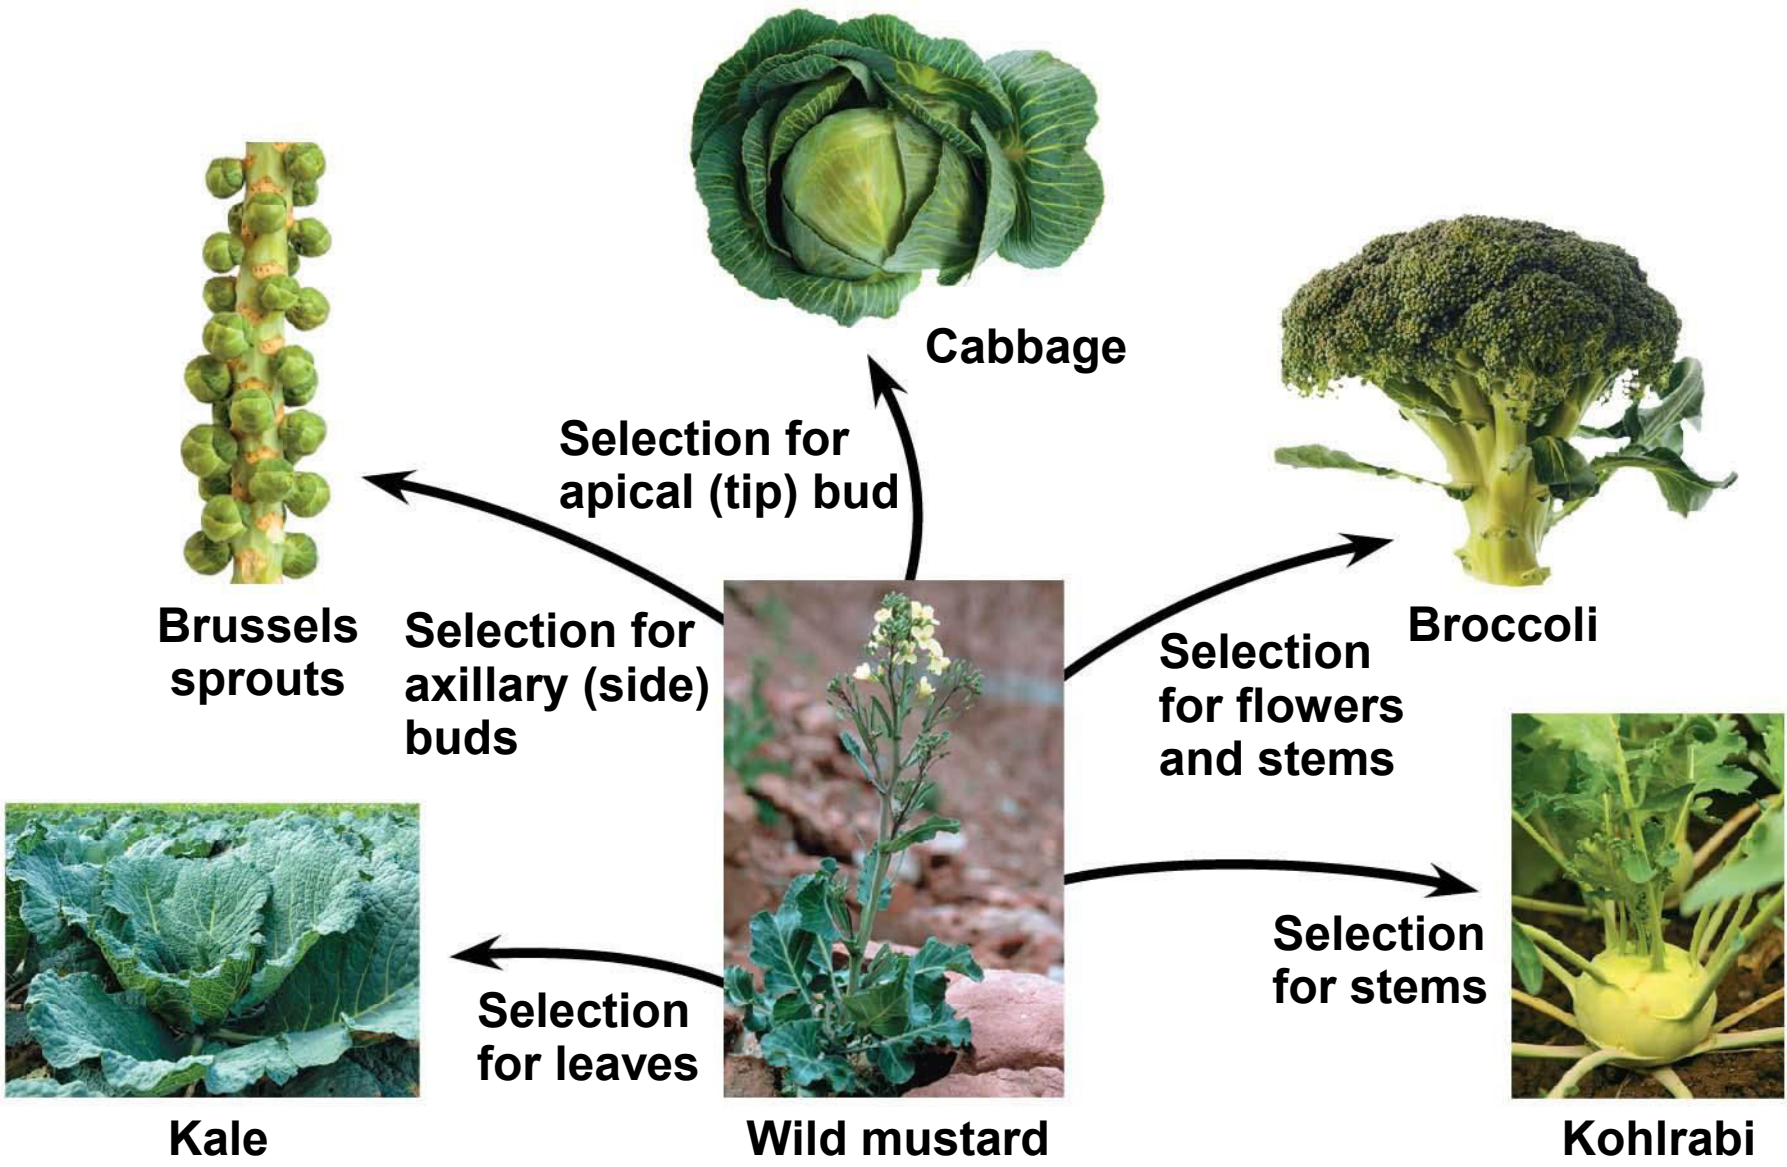 Cabbage
Selection for
apical (tip) bud
Brussels
sprouts
Selection for
axillary (side)
buds
Broccoli
Selection
for flowers
and stems
Selection
for stems
Selection
for leaves
Kale
Wild mustard
Kohlrabi